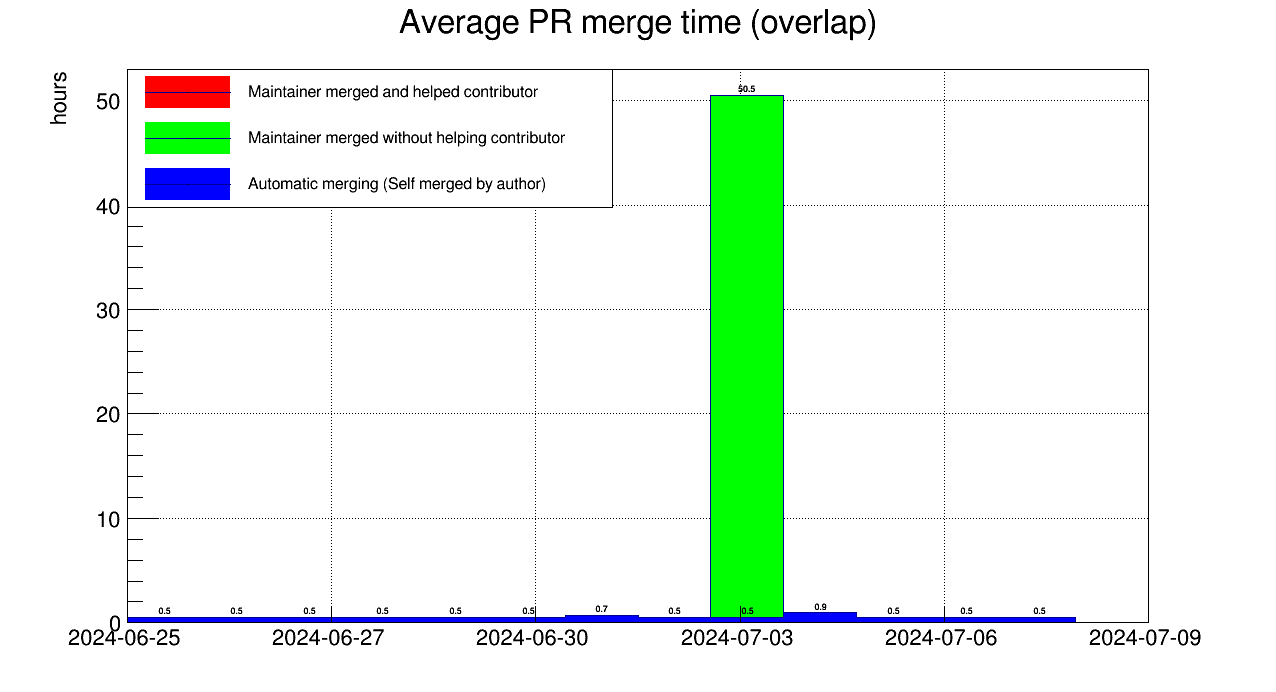 Average PR merge time (overlap)
hours
Maintainer merged and helped contributor
Maintainer merged without helping contributor
Automatic merging (Self merged by author)
50
40
30
20
10
0
50.5
0.5 0.5 0.5 0.5 0.5 0.5 0.7 0.5 0.5 0.9 0.5 0.5 0.5
2024-06-25 2024-06-27 2024-06-30 2024-07-03 2024-07-06 2024-07-09